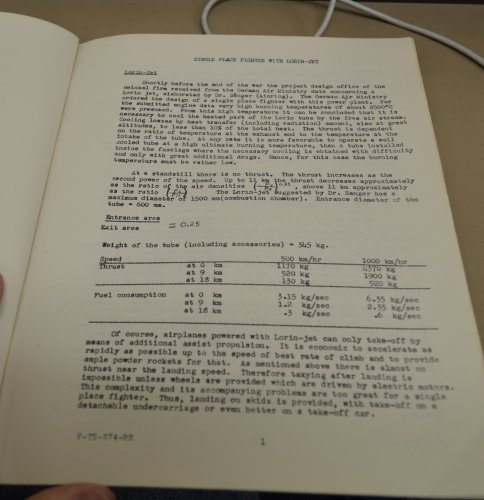 SINGLE PLACE FIGHTER WITH LORIN-JET
Lorin-Jet
Shortly before the end of the war the project design office of the
Heinkel firm received from the German Air Ministry data concerning a
Lorin jet, elaborated by Dr. Sänger (Ainring). The German Air Ministry
ordered the design of a single place fighter with this power plant. For
the submitted engine data very high burning temperatures of about 2500°C
were presumed. From this high temperature it can be concluded that it is
necessary to cool the heated part of the lorin tube by the free air stream.
Cooling losses by heat transfer (including radiation) amount, also at great
altitudes, to less than 10% of the total heat. The thrust is dependent
on the ratio of temperature at the exhaust end to the temperature at the
intake of the tube. At any rate it is more favorable to operate a well
cooled tube at a high ultimate burning temperature, than a tube installed
inside the fuselage where the necessary cooling is obtained with difficulty
and only with great additional drags. Hence, for this case the burning
temperature must be rather low.
At a standstill there is no thrust. The thrust increases as the
second power of the speed. Up to 11 km the thrust decreases approximately
as the ratio of the air densities , above 11 km approximately
as the ratio The Lorin-jet suggested by Dr. Sänger has a
maximum diameter of 1500 mm(combustion chamber). Entrance diameter of the
tube = 600 mm.
Entrance area
Exit area = 0.25
Weight of the tube (including accessories) = 345 kg.
Speed 500 km/hr 1000 km/hr
Thrust at 0 km 1170 kg 4370 kg
at 9 km 520 kg 1900 kg
at 18 km 130 kg 520 kg
Fuel consumption at 0 km 3.15 kg/sec 6.35 kg/sec
at 9 km 1.2 kg/sec 2.35 kg/sec
at 18 km .3 kg/sec .6 kg/sec
Of course, airplanes powered with Lorin-jet can only take-off by
means of additional assist propulsion. It is economic to accelerate as
rapidly as possible up to the speed of best rate of climb and to provide
ample powder rockets for that. As mentioned above there is almost no
thrust near the landing speed. Therefore taxying after landing is
impossible unless wheels are provided which are driven by electric motors.
This complexity and its accompanying problems are too great for a single
place fighter. Thus, landing on skids is provided, with take-off on a
detachable undercarriage or even better on a take-off car.
F-TS-674-RE
1